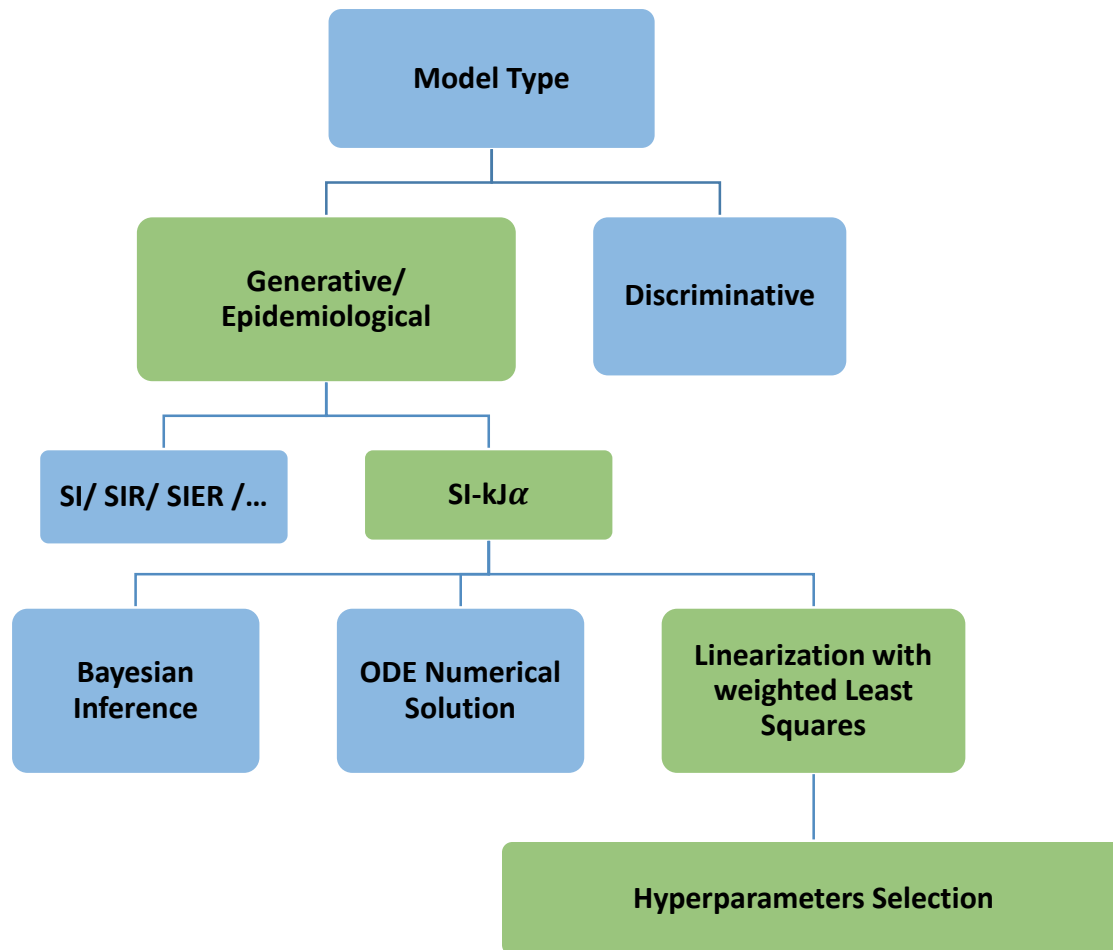 Model Type
Generative/
Epidemiological
Discriminative
SI/ SIR/ SIER /...
SI-kJ𝜶
Bayesian
Inference
ODE Numerical
Solution
Linearization with
weighted Least
Squares
Hyperparameters Selection